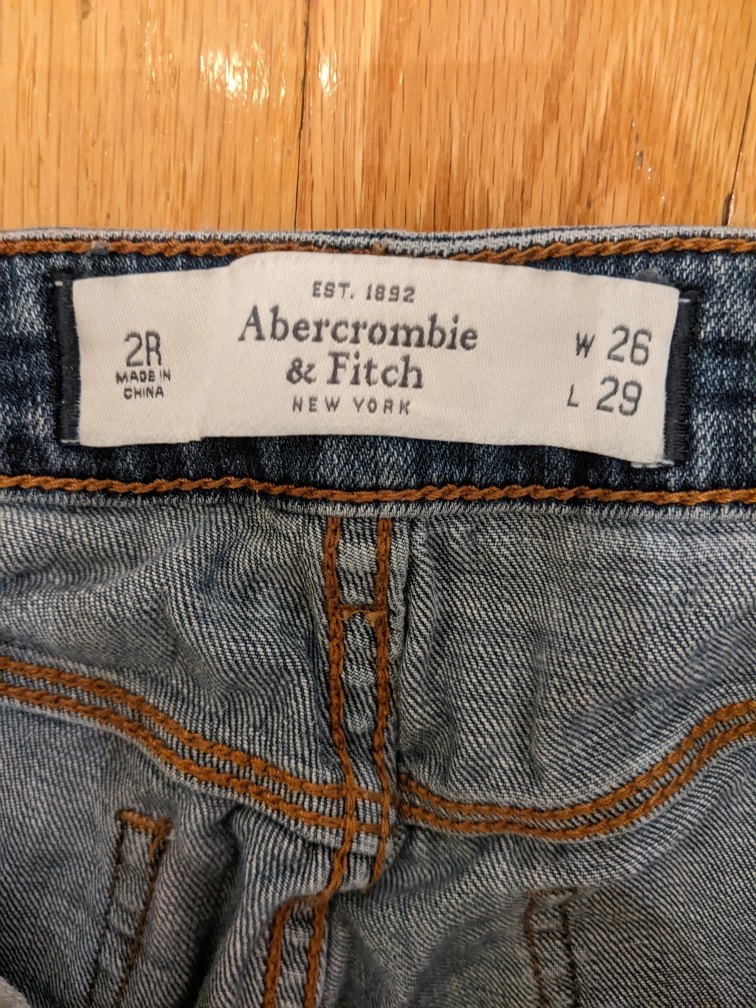 EST. 1892
Abercrombie
& Fitch
NEW YORK
2R
MADE IN
CHINA
W 26
L 29